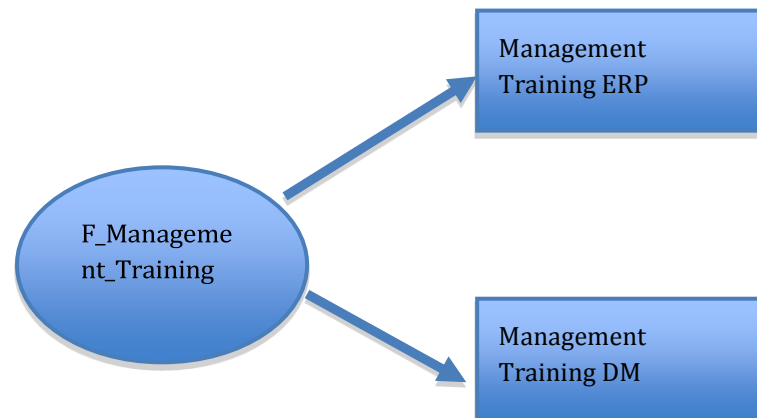 Management
Training ERP
F_Manageme
nt_Training
Management
Training DM